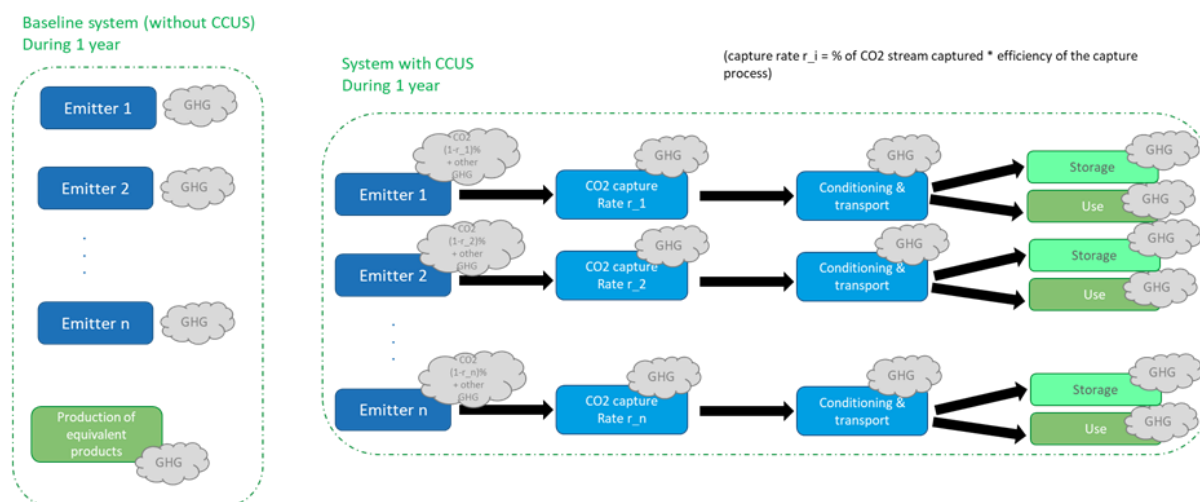 Baseline system (without CCUS)
During 1 year
Emitter 1
GHG
Emitter 2
GHG
Emitter n
GHG
Production of
equivalent
products
GHG
System with CCUS
During 1 year
(capture rate r_i = % of CO2 stream captured * efficiency of the capture
process)
CO2
(1-r_1)%
+ other
GHG
Emitter 1
GHG
CO2 capture
Rate r_1
GHG
Conditioning &
transport
GHG
Storage
GHG
Use
CO2
(1-r_2)%
+ other
GHG
Emitter 2
GHG
CO2 capture
Rate r_2
GHG
Conditioning &
transport
GHG
Storage
GHG
Use
CO2
(1-r_n)%
+ other
GHG
Emitter n
GHG
CO2 capture
Rate r_n
GHG
Conditioning &
transport
GHG
Storage
GHG
Use